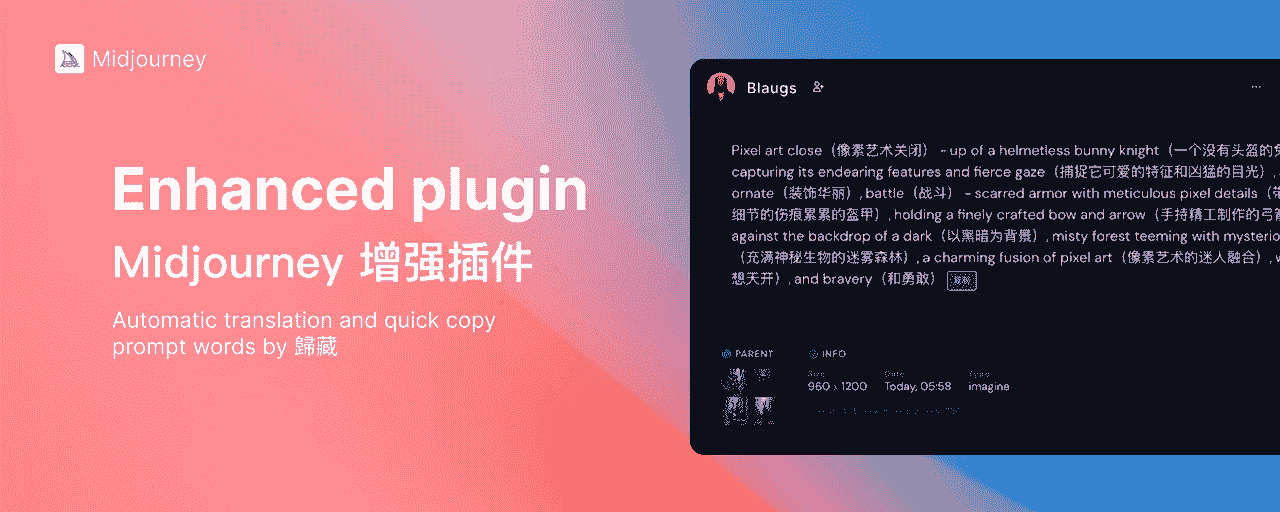 Midjourney
Enhanced plugin
Midjourney 增强插件
Automatic translation and quick copy
prompt words by 歸藏
Blaugs
Pixel art close（像素艺术关闭） - up of a helmetless bunny knight（一个没有头盔的
capturing its endearing features and fierce gaze（捕捉它可爱的特征和凶猛的目光）,
ornate（装饰华丽）, battle（战斗） - scarred armor with meticulous pixel details（带
细节的伤痕累累的盔甲）, holding a finely crafted bow and arrow（手持精工制作的弓箭
against the backdrop of a dark（以黑暗为背景）, misty forest teeming with mysterio
（充满神秘生物的迷雾森林）, a charming fusion of pixel art（像素艺术的迷人融合）, w
想天开）, and bravery（和勇敢）
PARENT
INFO
Size
Date
Type
960 x 1200
Today, 05:58
imagine